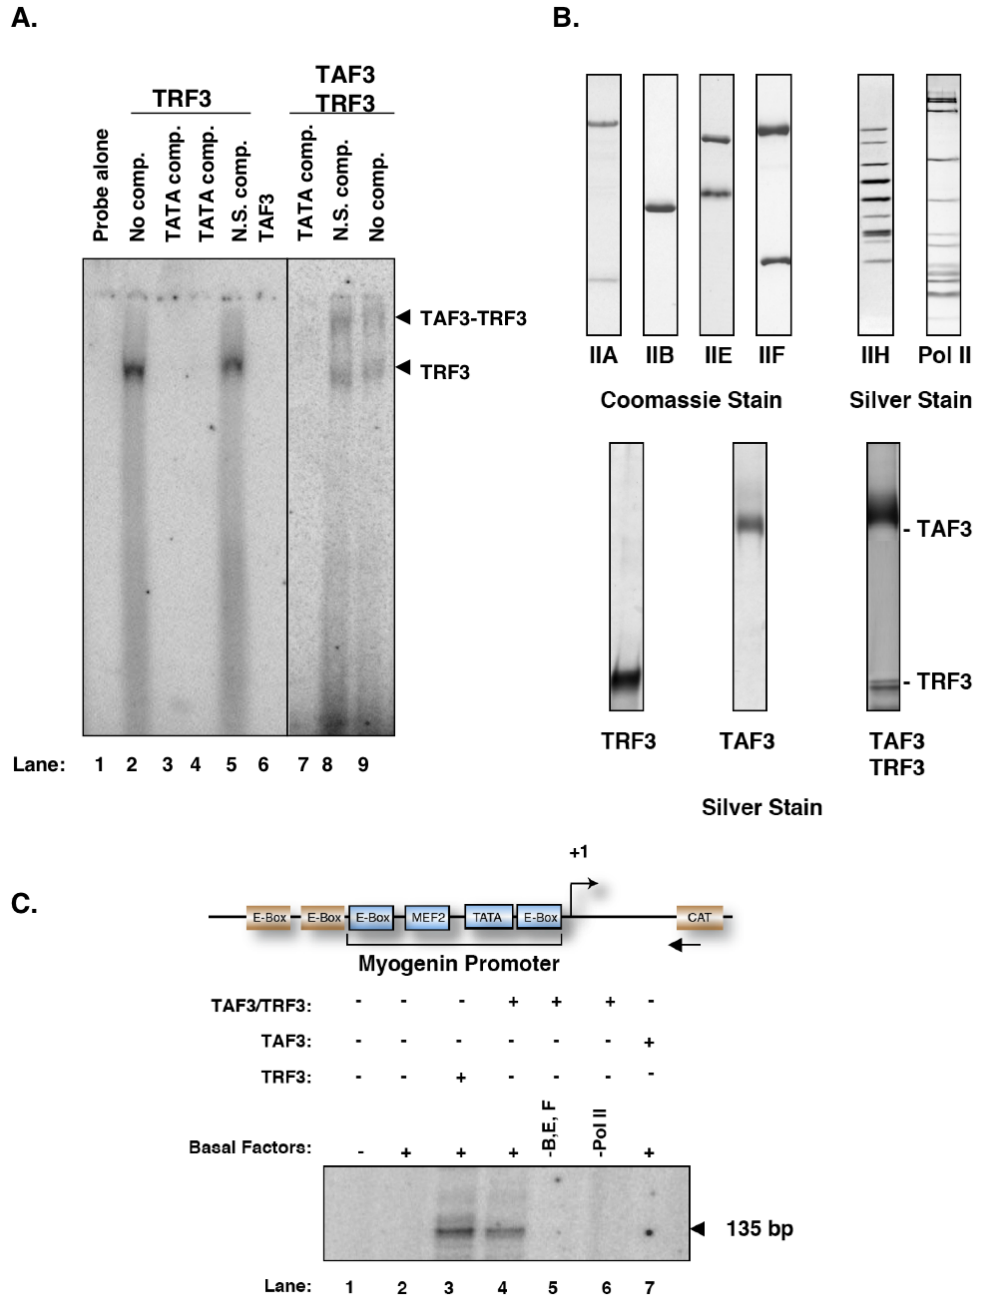 A.
TRF3
TAF3
TRF3
Probe alone
No comp.
TATA comp.
TATA comp.
N.S. comp.
TAF3
TATA comp.
N.S. comp.
No comp.
TAF3-TRF3
TRF3
Lane: 1 2 3 4 5 6 7 8 9
B.
IIA IIB IIE IIF IIH Pol II
Coomassie Stain Silver Stain
- TAF3
- TRF3
TRF3 TAF3 TAF3
TRF3
Silver Stain
C.
+1
E-Box E-Box E-Box MEF2 TATA E-Box CAT
Myogenin Promoter
TAF3/TRF3: - - - + + + -
TAF3: - - - - - - +
TRF3: - - + - - - -
Basal Factors: - + + + -B,E, F -Pol II +
135 bp
Lane: 1 2 3 4 5 6 7